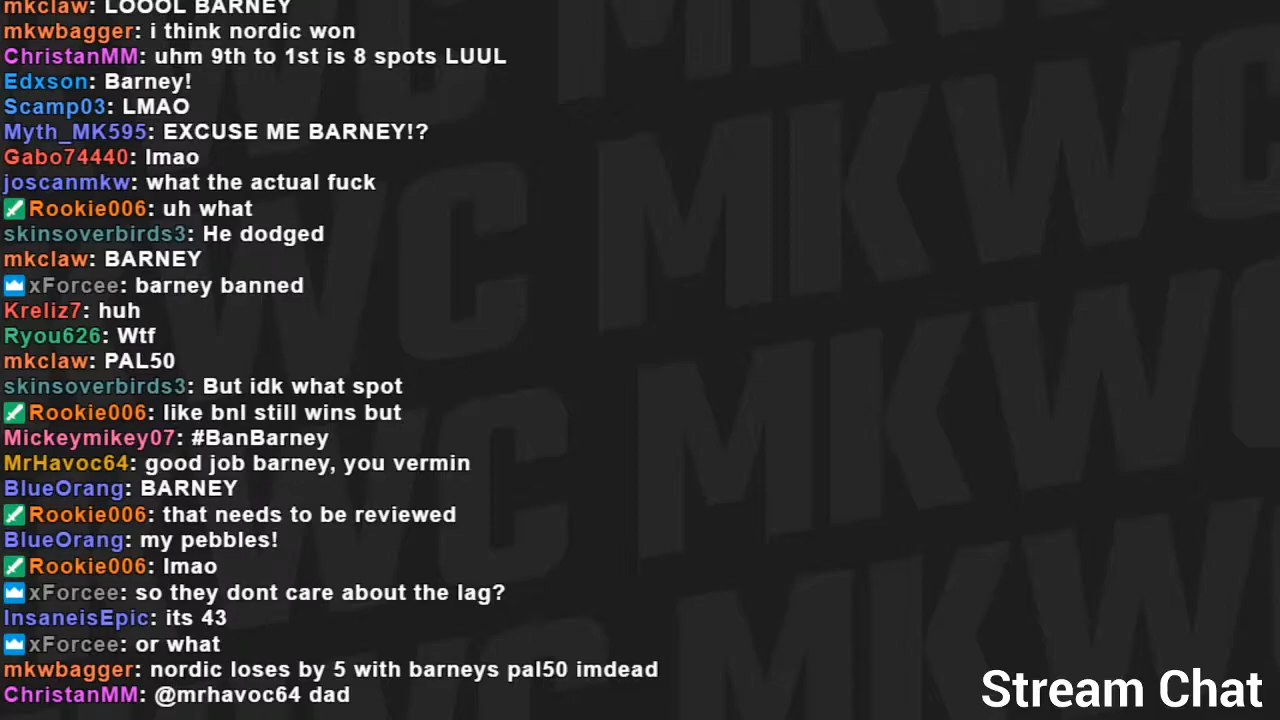 mkclaw: LOOOL BARNEY
mkwbagger: i think nordic won
ChristanMM: uhm 9th to 1st is 8 spots LUUL
Edxson: Barney!
Scamp03: LMAO
Myth_MK595: EXCUSE ME BARNEY!?
Gabo74440: lmao
joscanmkw: what the actual fuck
Rookie006: uh what
skinsoverbirds3: He dodged
mkclaw: BARNEY
xForcee: barney banned
Kreliz7: huh
Ryou626: Wtf
mkclaw: PAL50
skinsoverbirds3: But idk what spot
Rookie006: like bnl still wins but
Mickeymikey07: #BanBarney
MrHavoc64: good job barney, you vermin
BlueOrang: BARNEY
Rookie006: that needs to be reviewed
BlueOrang: my pebbles!
Rookie006: lmao
xForcee: so they dont care about the lag?
InsaneisEpic: its 43
xForcee: or what
mkwbagger: nordic loses by 5 with barneys pal50 imdead
ChristanMM: @mrhavoc64 dad
Stream Chat
MKWC
MKWC
MKWC